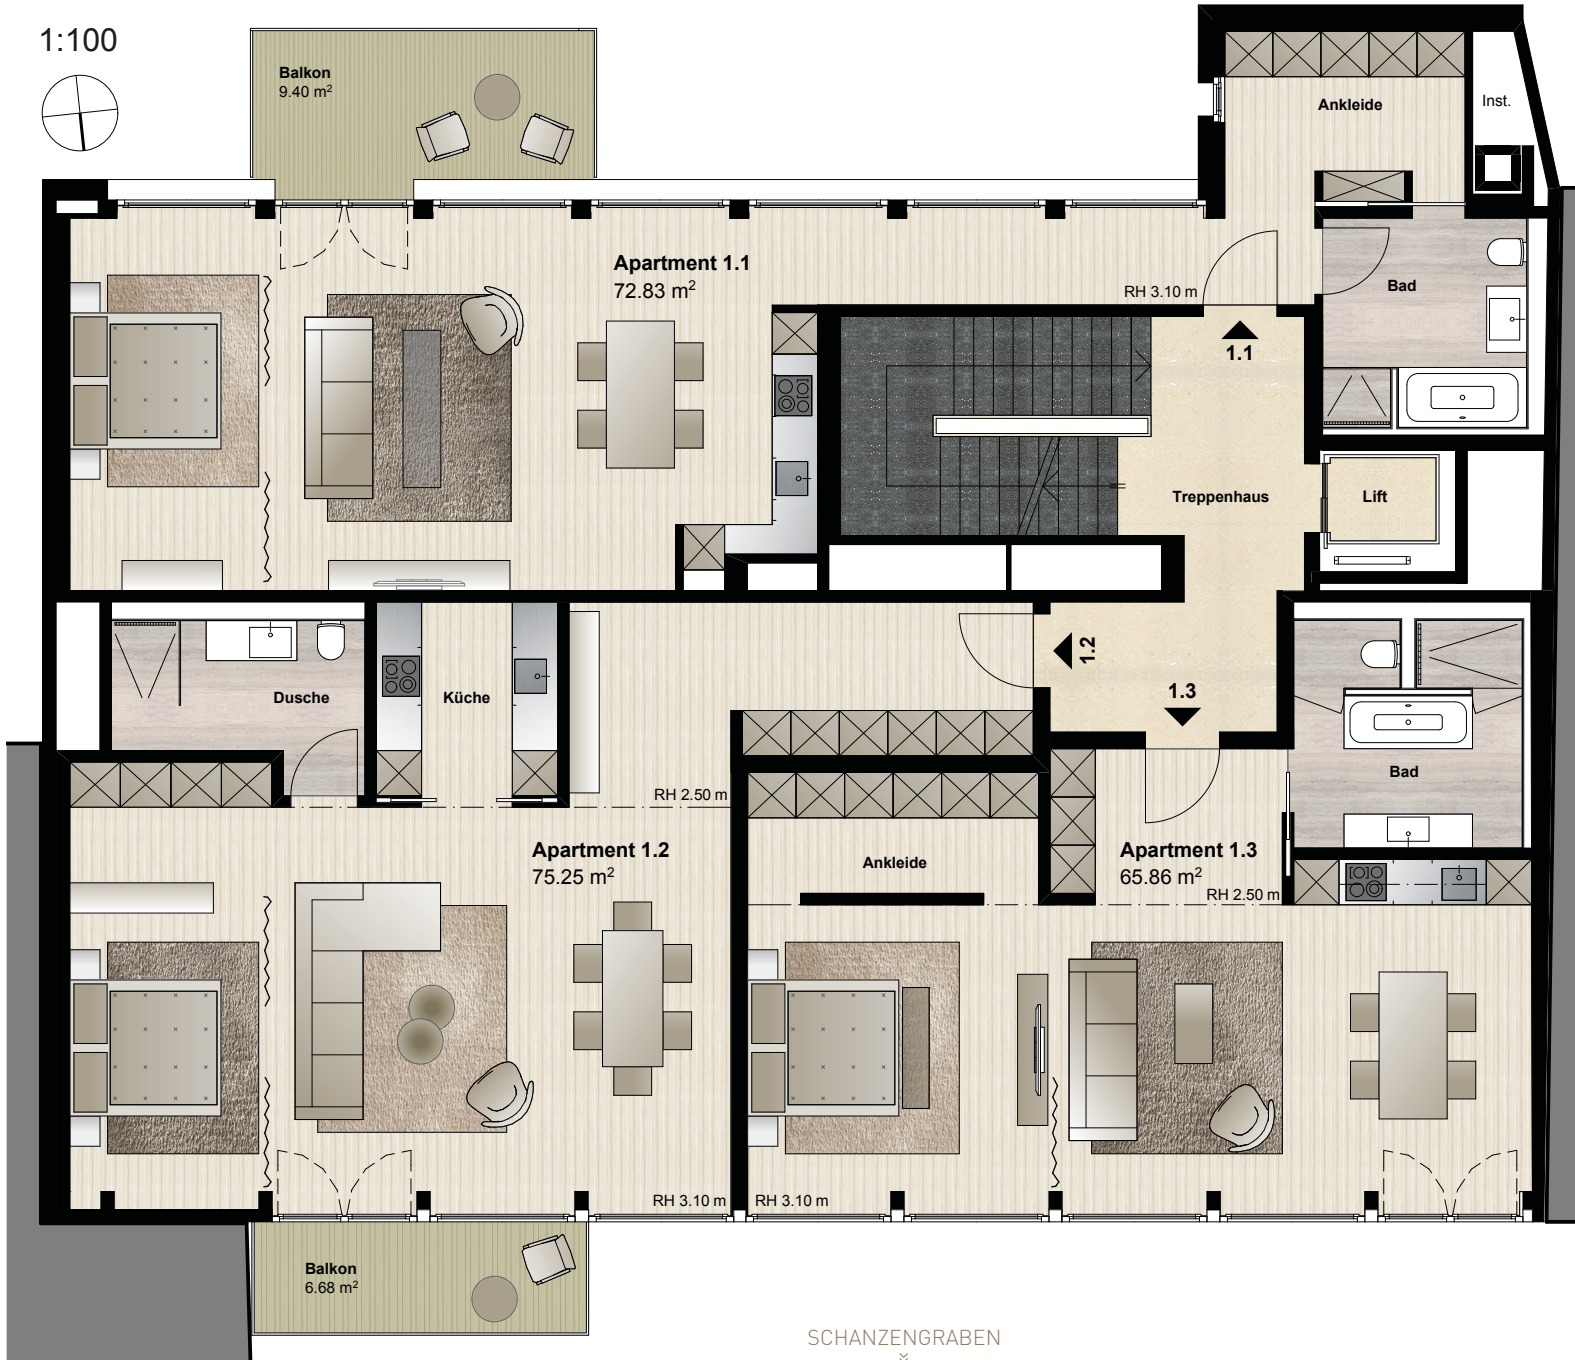 1:100
Balkon
9.40 m²
Ankleide
Inst.
Apartment 1.1
72.83 m²
RH 3.10 m
Bad
1.1
Treppenhaus
Lift
1.2
1.3
Dusche
Küche
RH 2.50 m
Bad
Apartment 1.2
75.25 m²
Ankleide
Apartment 1.3
65.86 m²
RH 2.50 m
RH 3.10 m
RH 3.10 m
Balkon
6.68 m²
SCHANZENGRABEN